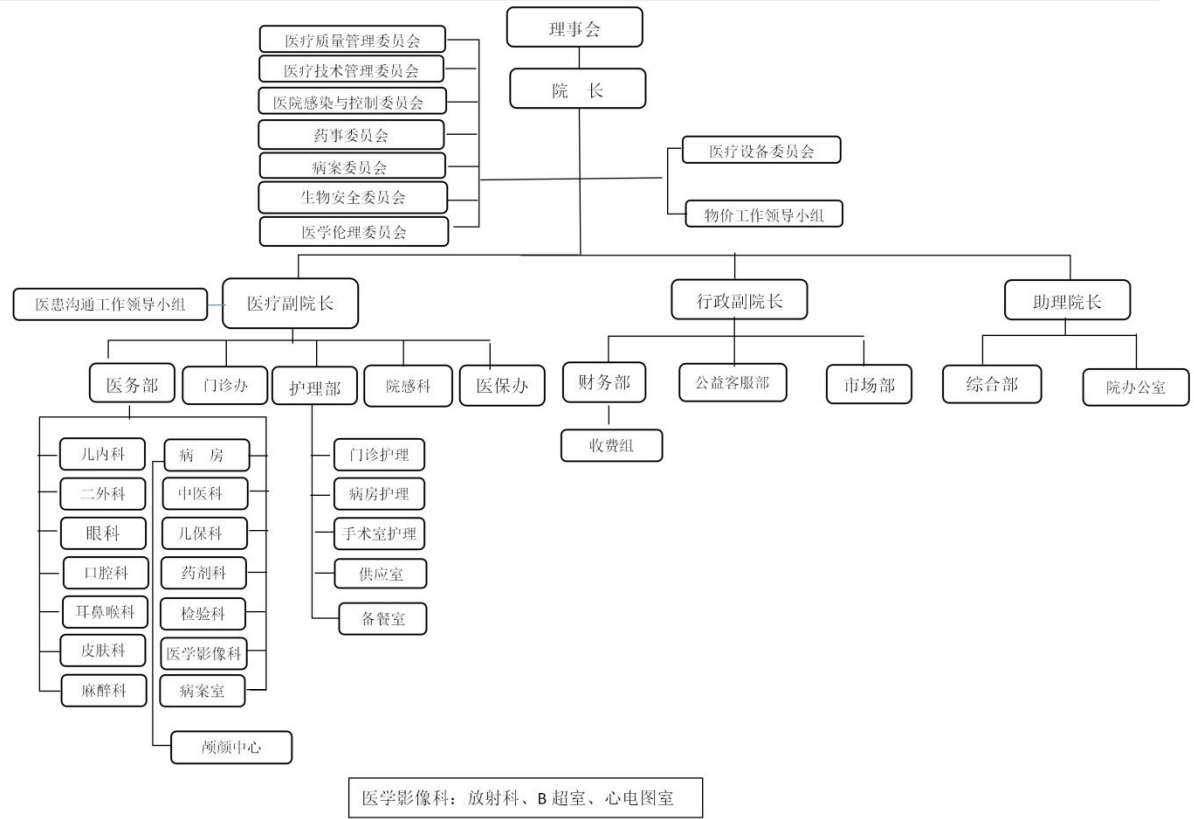 理事会
院 长
医疗质量管理委员会
医疗技术管理委员会
医院感染与控制委员会
药事委员会
病案委员会
生物安全委员会
医学伦理委员会
医疗设备委员会
物价工作领导小组
医患沟通工作领导小组
医疗副院长
行政副院长
助理院长
医务部
门诊办
护理部
院感科
医保办
财务部
公益客服部
市场部
综合部
院办公室
收费组
儿内科
二外科
眼科
口腔科
耳鼻喉科
皮肤科
麻醉科
病 房
中医科
儿保科
药剂科
检验科
医学影像科
病案室
颅颜中心
门诊护理
病房护理
手术室护理
供应室
备餐室
医学影像科：放射科、B 超室、心电图室